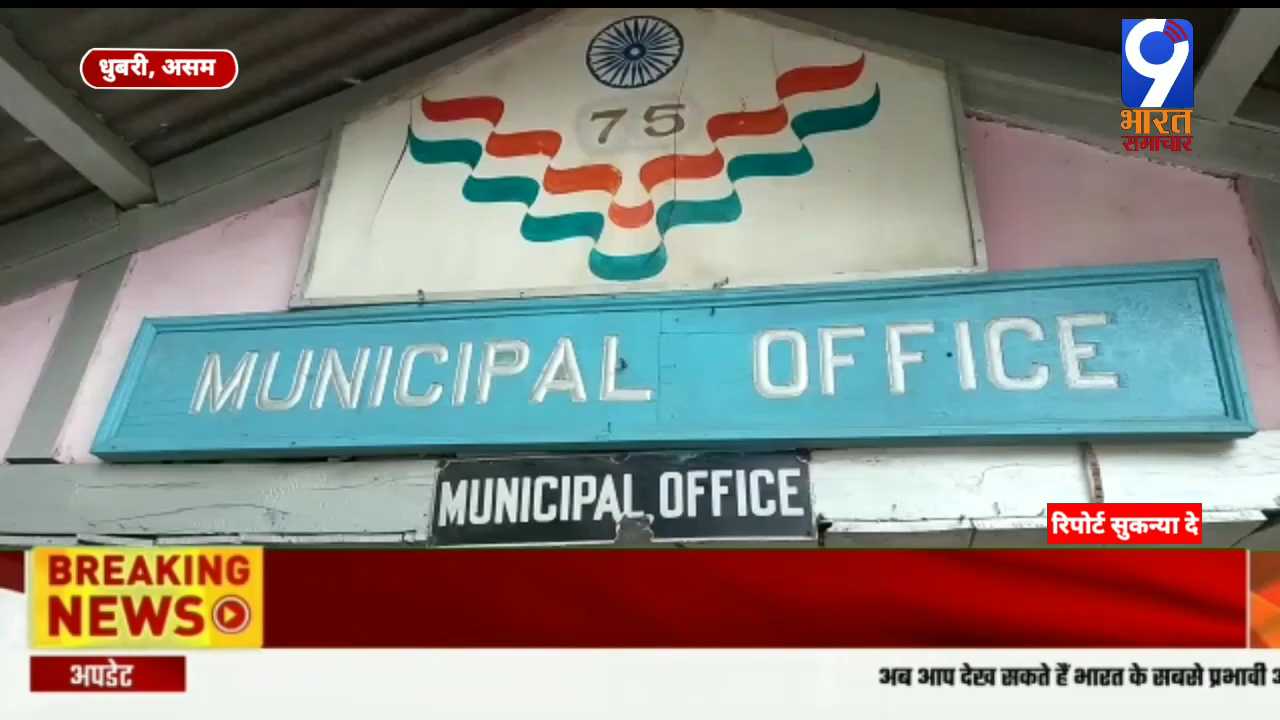 धुबरी, असम
9
भारत
समाचार
75
MUNICIPAL OFFICE
MUNICIPAL OFFICE
रिपोर्ट सुकन्या दे
BREAKING
NEWS
अपडेट
अब आप देख सकते हैं भारत के सबसे प्रभावी